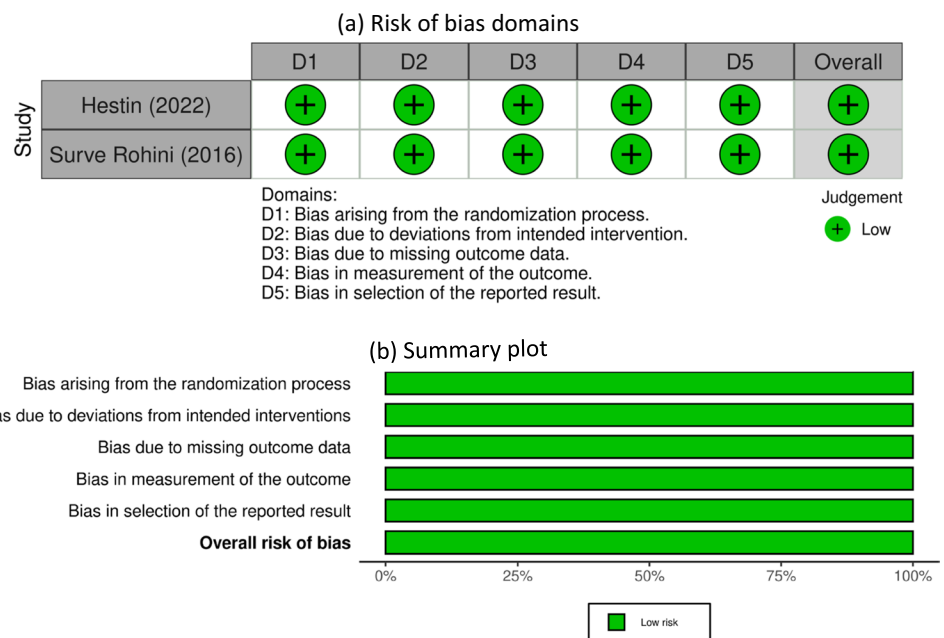 (a) Risk of bias domains
D1 D2 D3 D4 D5 Overall
Study
Hestin (2022) + + + + + +
Surve Rohini (2016) + + + + + +
Domains:
D1: Bias arising from the randomization process.
D2: Bias due to deviations from intended intervention.
D3: Bias due to missing outcome data.
D4: Bias in measurement of the outcome.
D5: Bias in selection of the reported result.
Judgement
+ Low
(b) Summary plot
Bias arising from the randomization process
as due to deviations from intended interventions
Bias due to missing outcome data
Bias in measurement of the outcome
Bias in selection of the reported result
Overall risk of bias
0% 25% 50% 75% 100%
Low risk